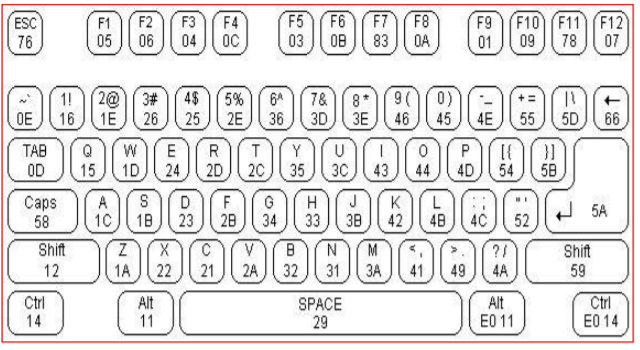 ESC F1 F2 F3 F4 F5 F6 F7 F8 F9 F10 F11 F12
76 05 06 04 0C 03 0B 83 0A 01 09 78 07
~` 1! 2@ 3# 4$ 5% 6^ 7& 8* 9( 0) -_ += |\ ←
0E 16 1E 26 25 2E 36 3D 3E 46 45 4E 55 5D 66
TAB Q W E R T Y U I O P [{ }]
0D 15 1D 24 2D 2C 35 3C 43 44 4D 54 5B
Caps A S D F G H J K L ; : " ' ↵ 5A
58 1C 1B 23 2B 34 33 3B 42 4B 4C 52
Shift Z X C V B N M <, >. ?/ Shift
12 1A 22 21 2A 32 31 3A 41 49 4A 59
Ctrl Alt SPACE Alt Ctrl
14 11 29 E0 11 E0 14